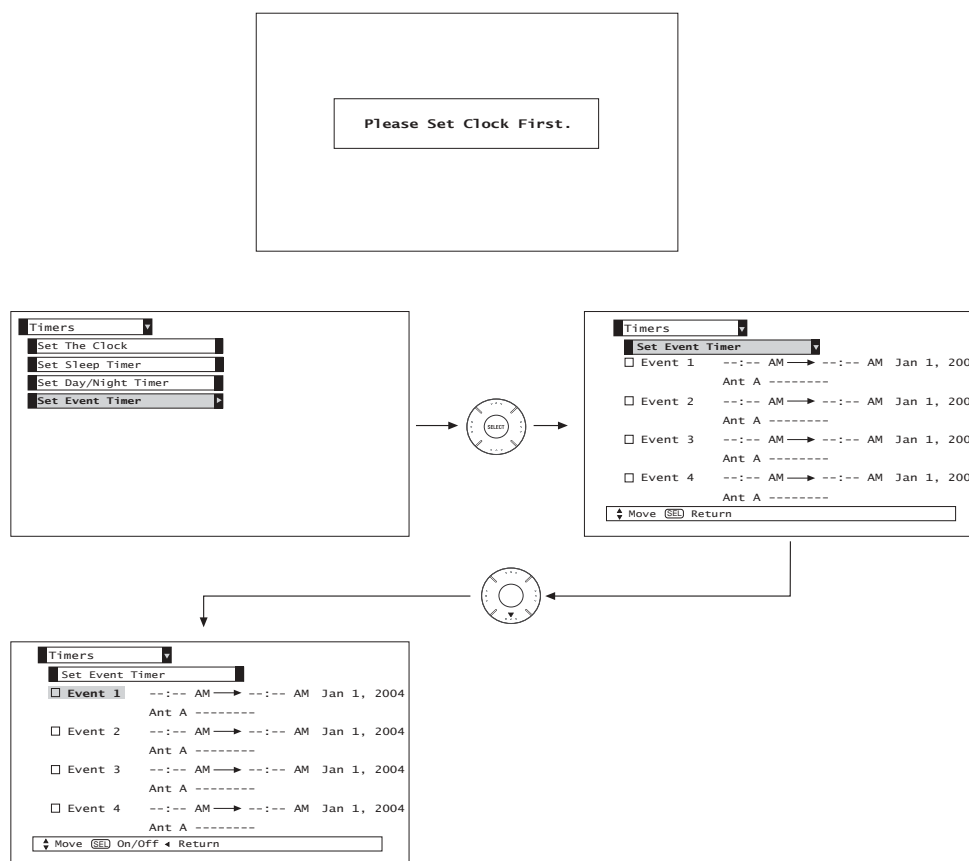 Please Set Clock First.
Timers
Set The Clock
Set Sleep Timer
Set Day/Night Timer
Set Event Timer
SELECT
Timers
Set Event Timer
Event 1 --:-- AM --:-- AM Jan 1, 200
Ant A --------
Event 2 --:-- AM --:-- AM Jan 1, 200
Ant A --------
Event 3 --:-- AM --:-- AM Jan 1, 200
Ant A --------
Event 4 --:-- AM --:-- AM Jan 1, 200
Ant A --------
Move SEL Return
Timers
Set Event Timer
Event 1 --:-- AM --:-- AM Jan 1, 2004
Ant A --------
Event 2 --:-- AM --:-- AM Jan 1, 2004
Ant A --------
Event 3 --:-- AM --:-- AM Jan 1, 2004
Ant A --------
Event 4 --:-- AM --:-- AM Jan 1, 2004
Ant A --------
Move SEL On/Off Return